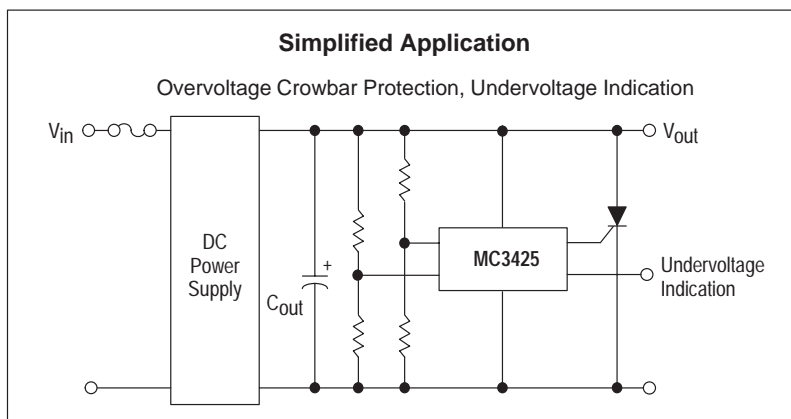 Simplified Application
Overvoltage Crowbar Protection, Undervoltage Indication
Vin
Vout
DC
Power
Supply
+
Cout
MC3425
Undervoltage
Indication